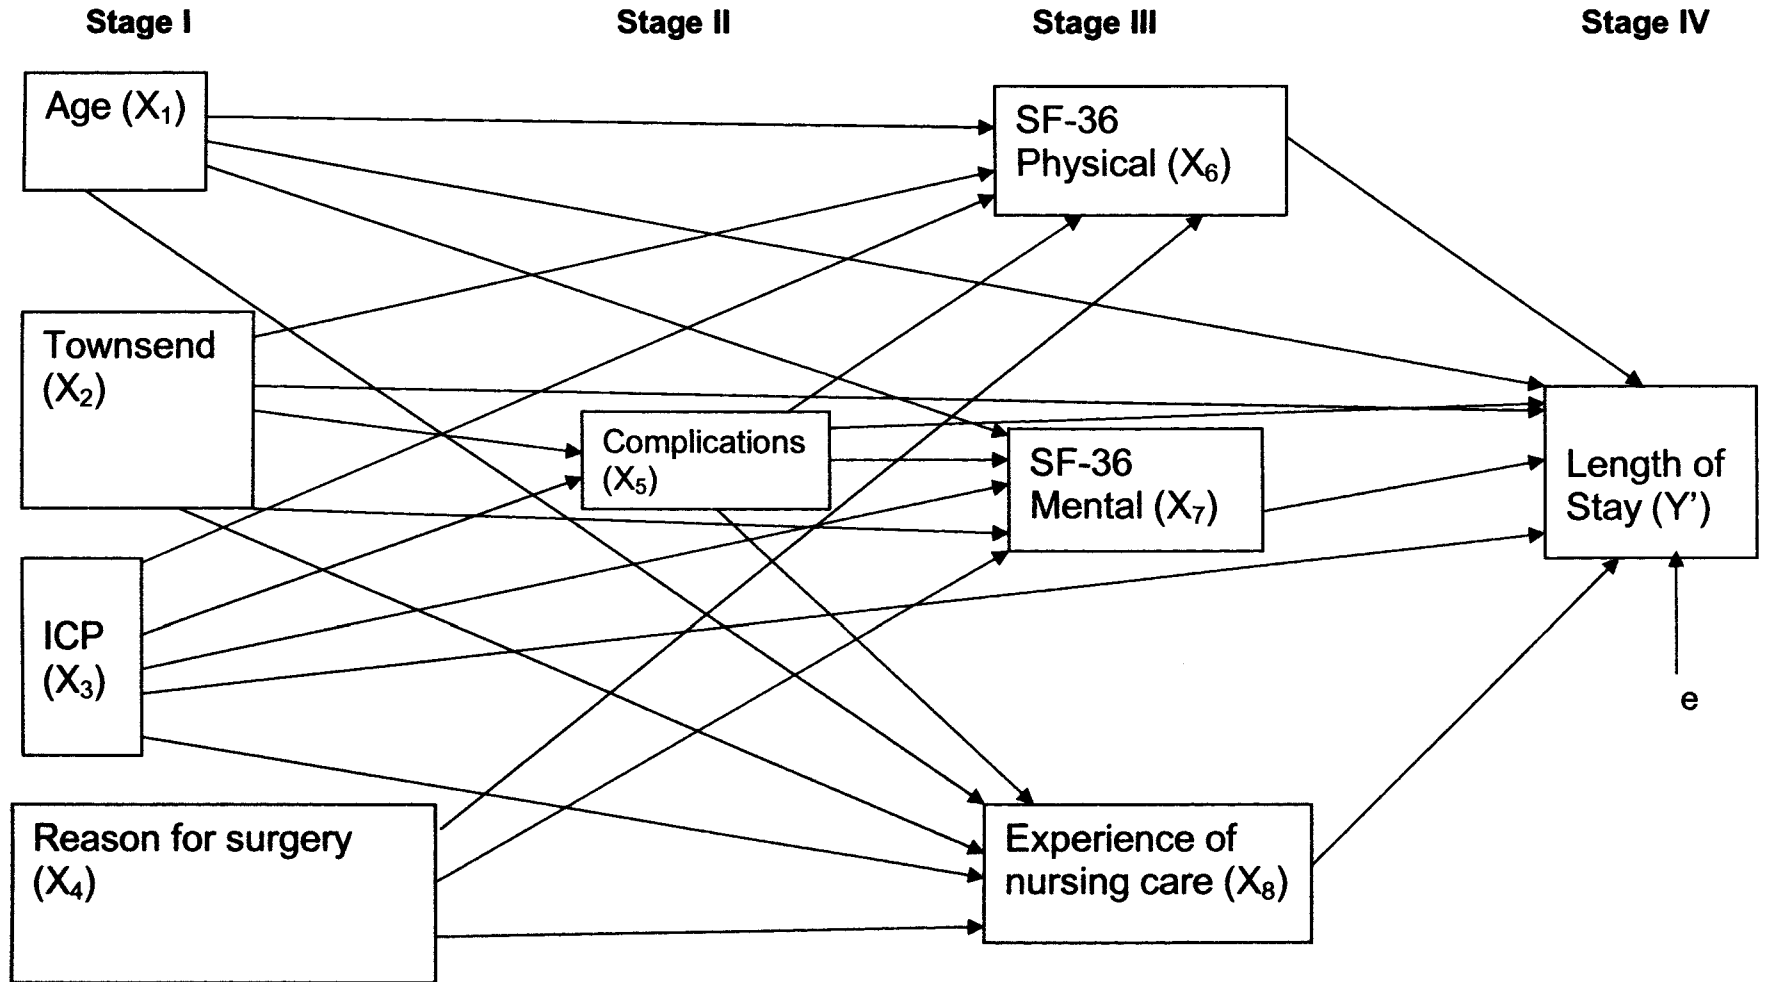 Stage I
Stage II
Stage III
Stage IV
Age (X₁)
SF-36
Physical (X₆)
Townsend
(X₂)
Complications
(X₅)
SF-36
Mental (X₇)
Length of
Stay (Y’)
ICP
(X₃)
e
Reason for surgery
(X₄)
Experience of
nursing care (X₈)